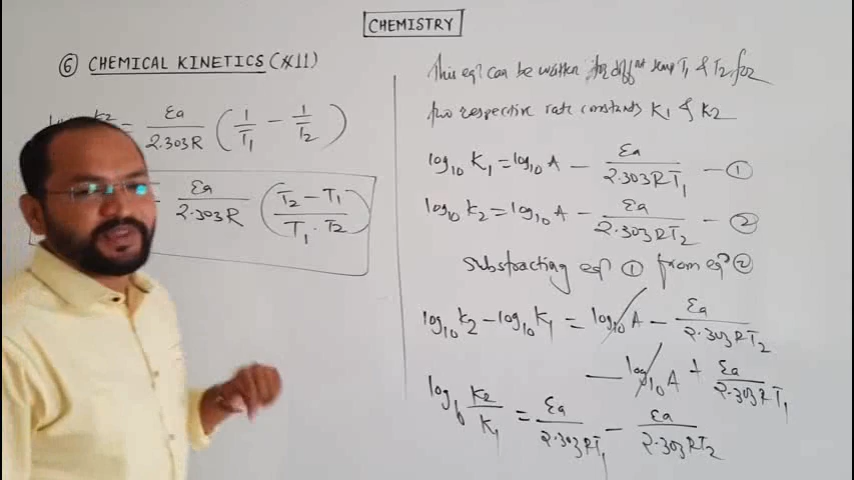 CHEMISTRY
⑥ CHEMICAL KINETICS (*11)
K2 = Ea / 2.303R (1/T1 − 1/T2)
= Ea / 2.303R (T2 − T1 / T1 · T2)
This eqn can be written for diffnt temp T1 & T2 for
two respective rate constants K1 & K2
log10 K1 = log10 A − Ea / 2.303RT1 — ①
log10 K2 = log10 A − Ea / 2.303RT2 — ②
Substracting eqn ① from eqn ②
log10 K2 − log10 K1 = log10 A − Ea / 2.303RT2
− log10 A + Ea / 2.303RT1
log10 K2 / K1 = Ea / 2.303RT1 − Ea / 2.303RT2